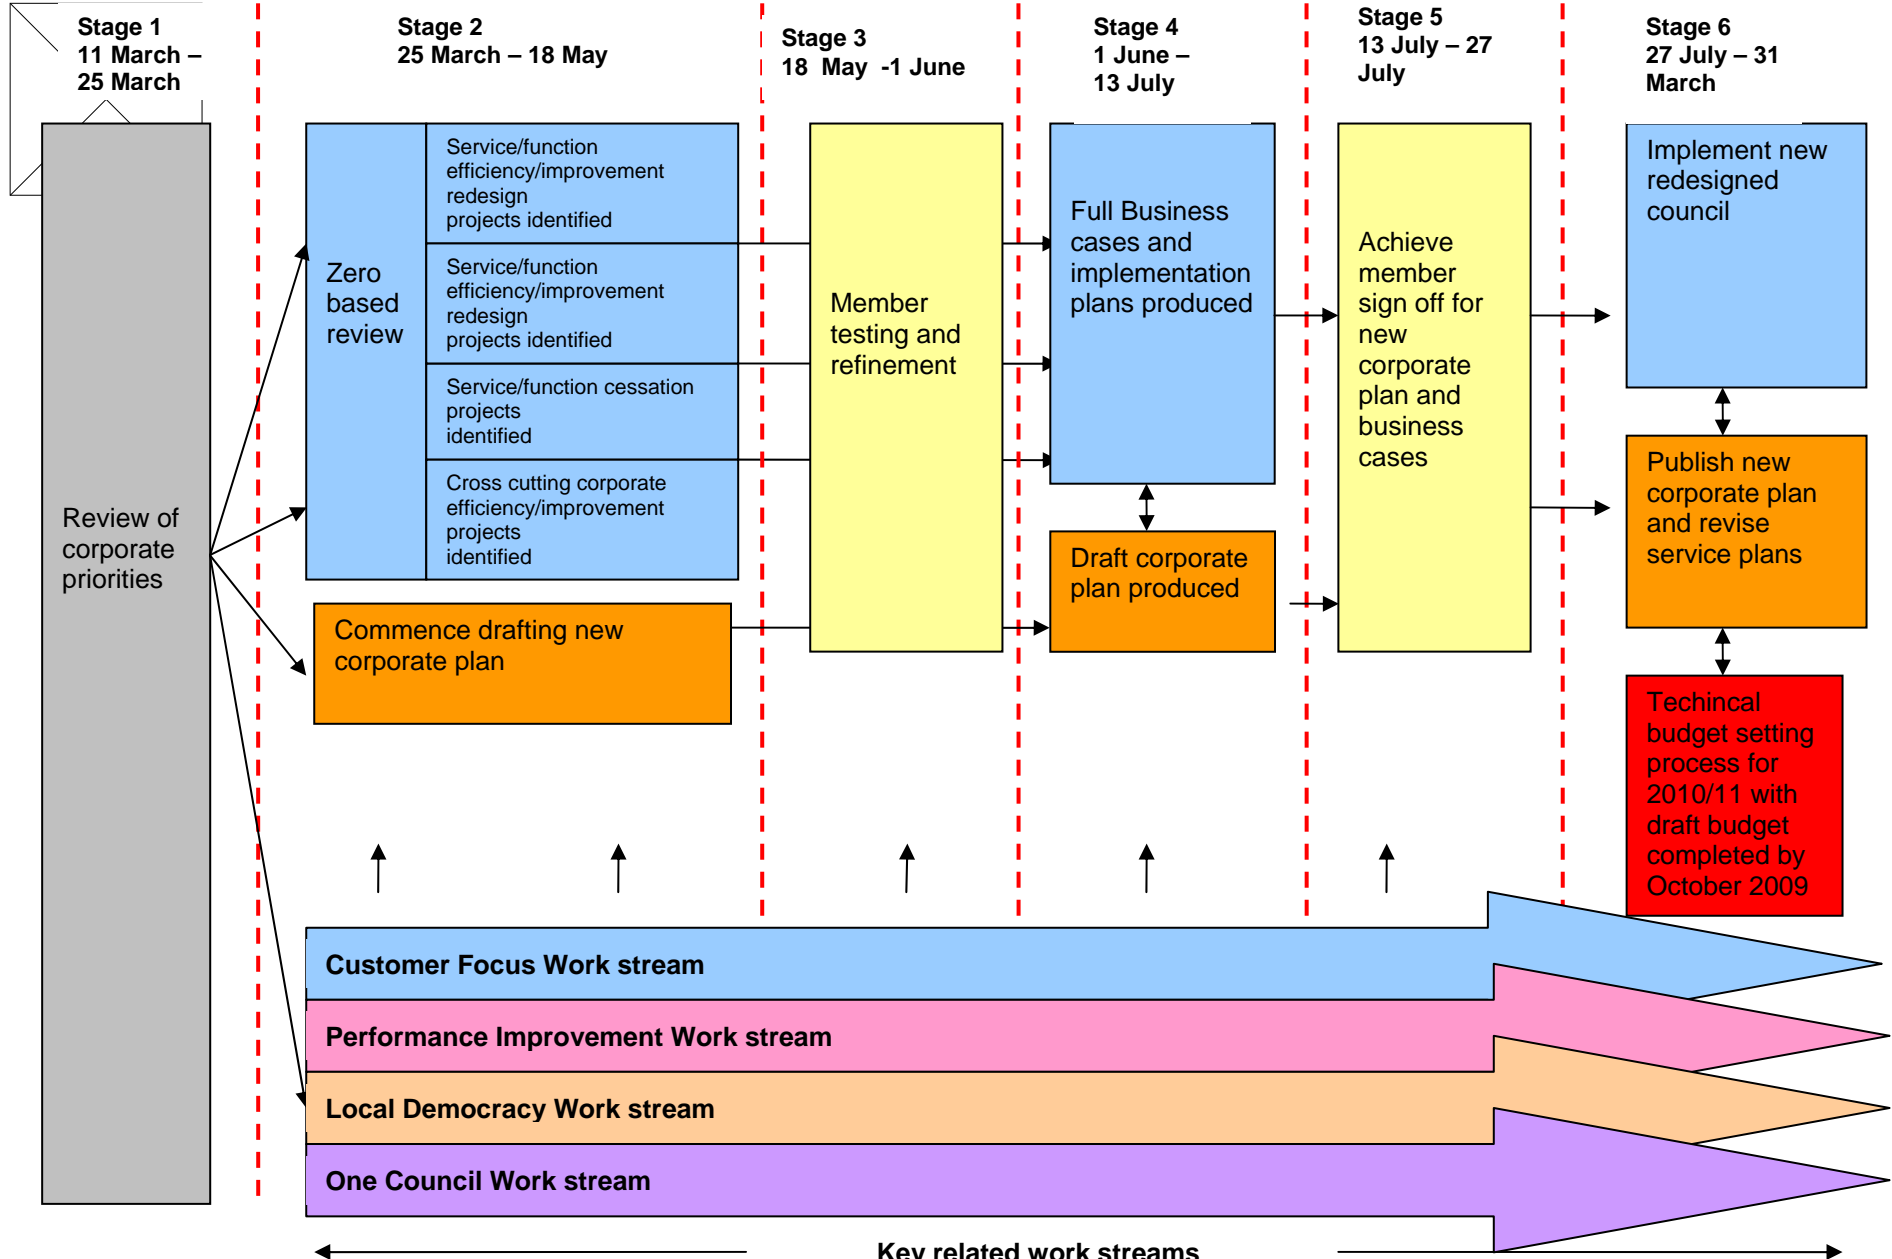 Stage 1
11 March –
25 March
Stage 2
25 March – 18 May
Stage 3
18 May -1 June
Stage 4
1 June –
13 July
Stage 5
13 July – 27
July
Stage 6
27 July – 31
March
Review of
corporate
priorities
Zero
based
review
Service/function
efficiency/improvement
redesign
projects identified
Service/function
efficiency/improvement
redesign
projects identified
Service/function cessation
projects
identified
Cross cutting corporate
efficiency/improvement
projects
identified
Commence drafting new
corporate plan
Member
testing and
refinement
Full Business
cases and
implementation
plans produced
Draft corporate
plan produced
Achieve
member
sign off for
new
corporate
plan and
business
cases
Implement new
redesigned
council
Publish new
corporate plan
and revise
service plans
Techincal
budget setting
process for
2010/11 with
draft budget
completed by
October 2009
Customer Focus Work stream
Performance Improvement Work stream
Local Democracy Work stream
One Council Work stream
Key related work streams